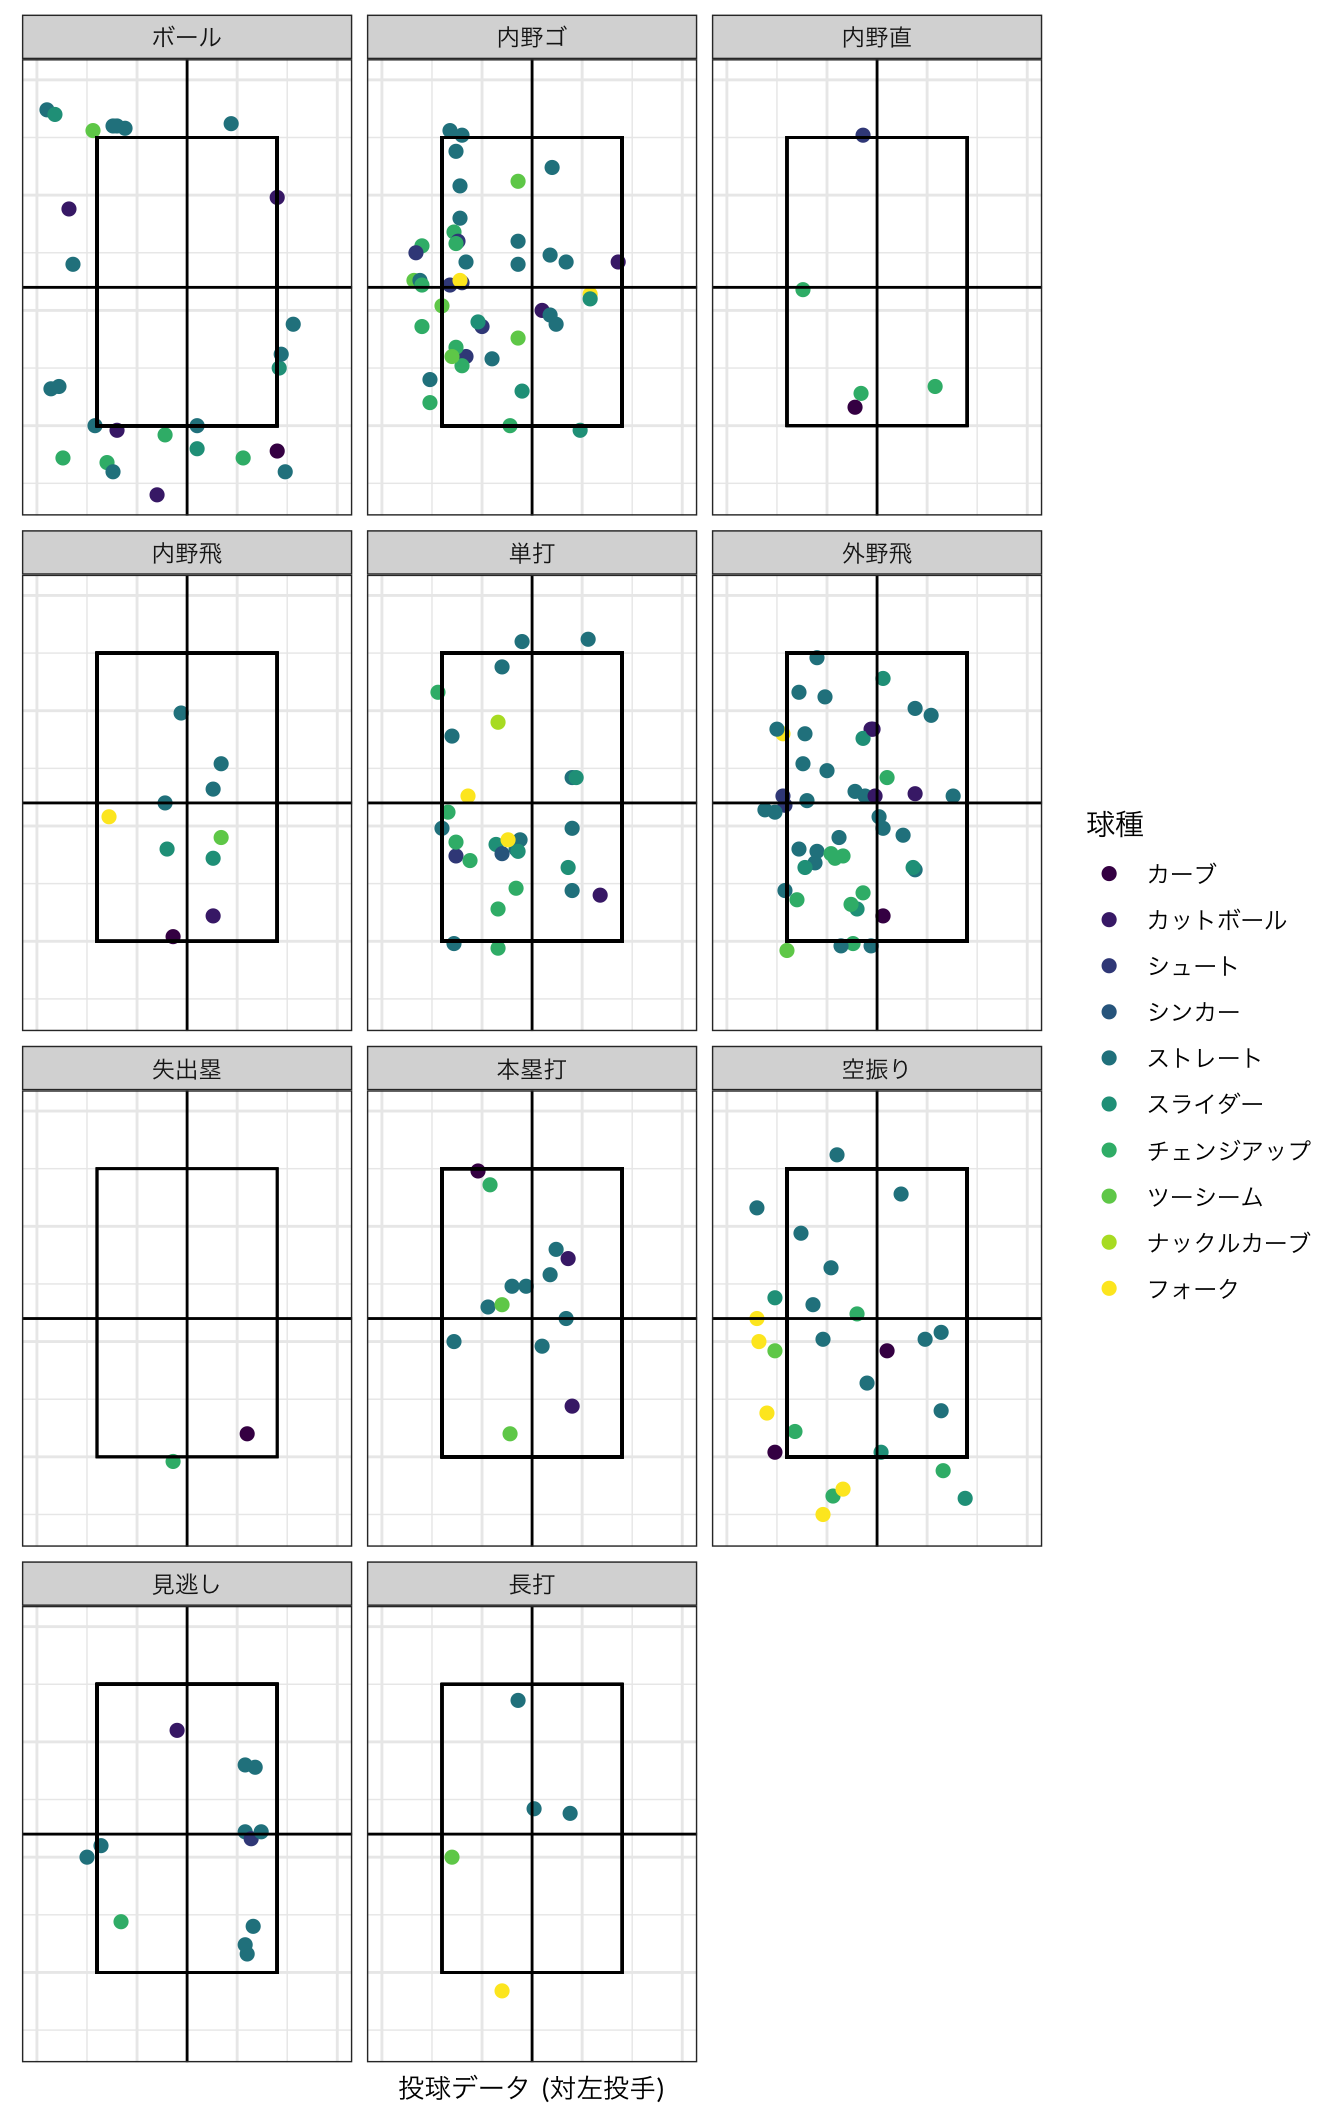 ボール
内野ゴ
内野直
内野飛
単打
外野飛
失出塁
本塁打
空振り
見逃し
長打
投球データ (対左投手)
球種
カーブ
カットボール
シュート
シンカー
ストレート
スライダー
チェンジアップ
ツーシーム
ナックルカーブ
フォーク